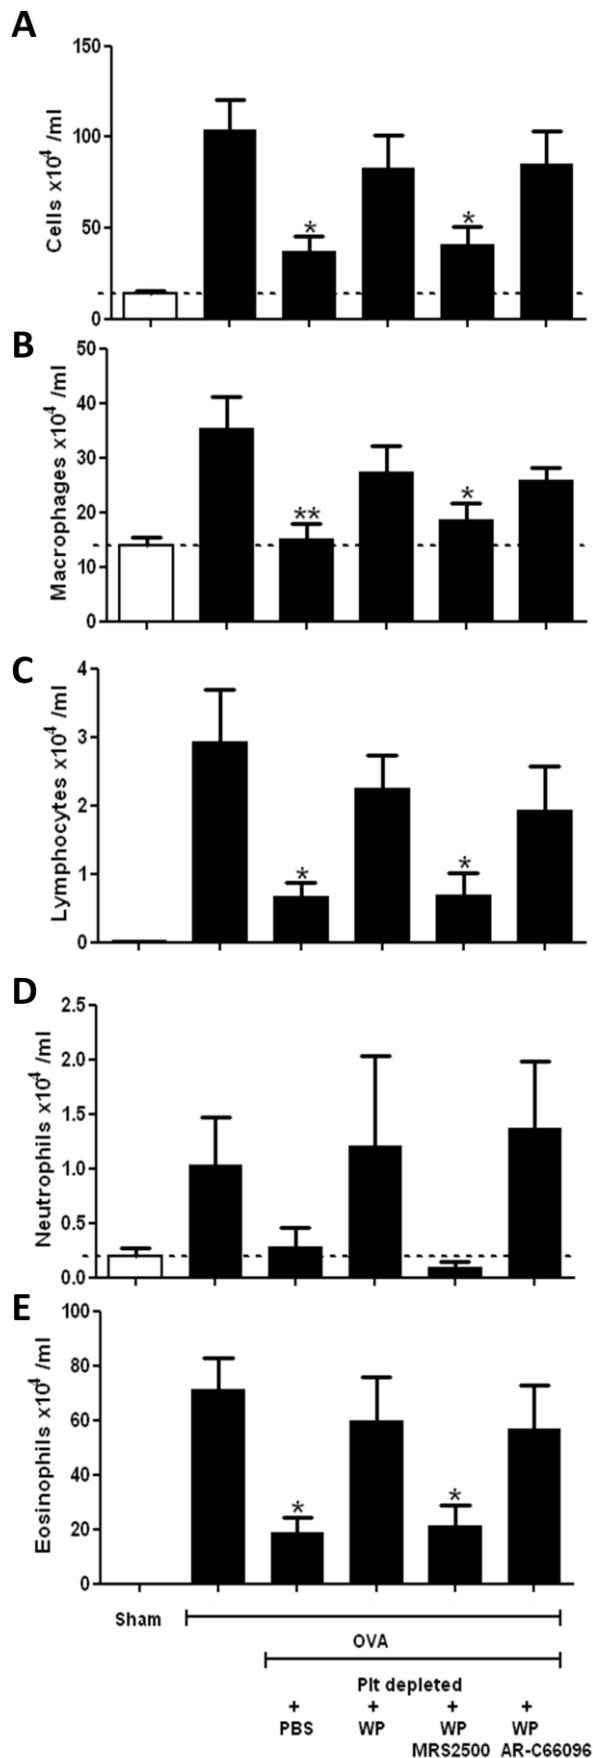 A
Cells x10⁴ /ml
150
100
50
0
*
*
B
Macrophages x10⁴ /ml
50
40
30
20
10
0
**
*
C
Lymphocytes x10⁴ /ml
4
3
2
1
0
*
*
D
Neutrophils x10⁴ /ml
2.5
2.0
1.5
1.0
0.5
0.0
E
Eosinophils x10⁴ /ml
100
80
60
40
20
0
*
*
Sham
OVA
Plt depleted
+ + + +
PBS WP WP WP
MRS2500 AR-C66096